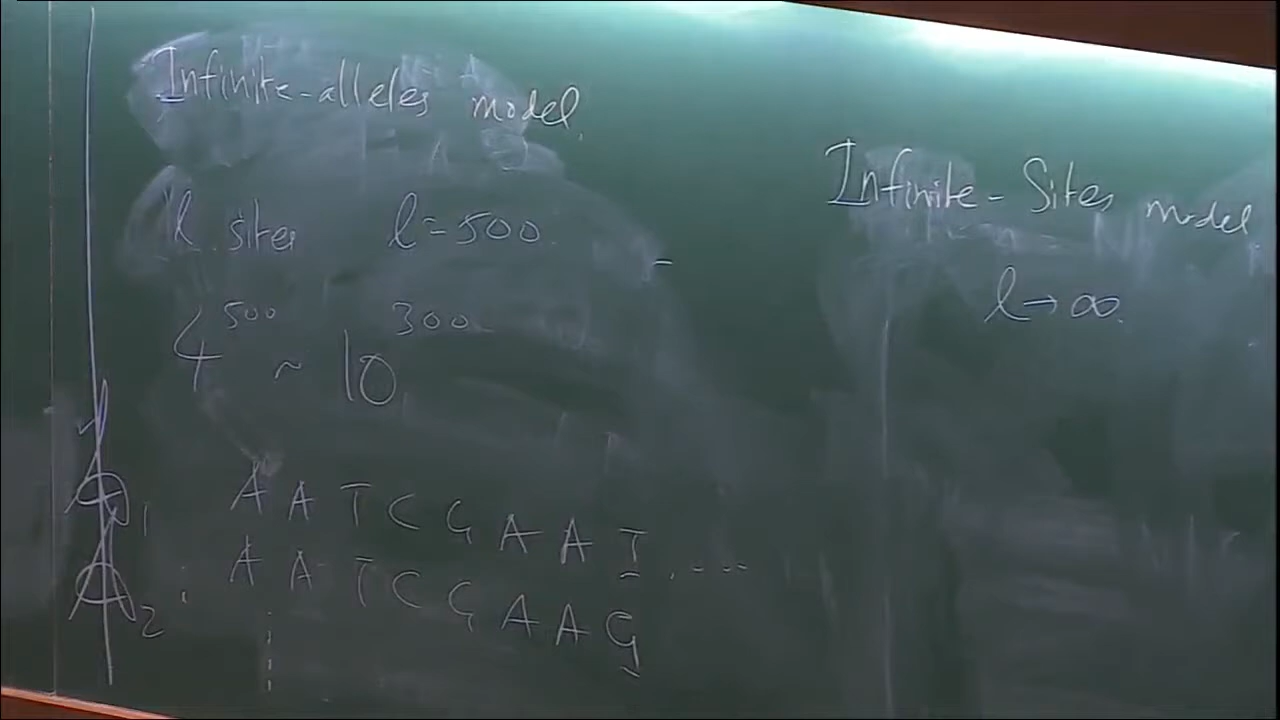 Infinite-alleles model.
l sites l=500.
4^500 ~ 10^300
A1 A A T C G A A T ....
A2 : A A T C G A A G
Infinite-Sites model.
l→∞.